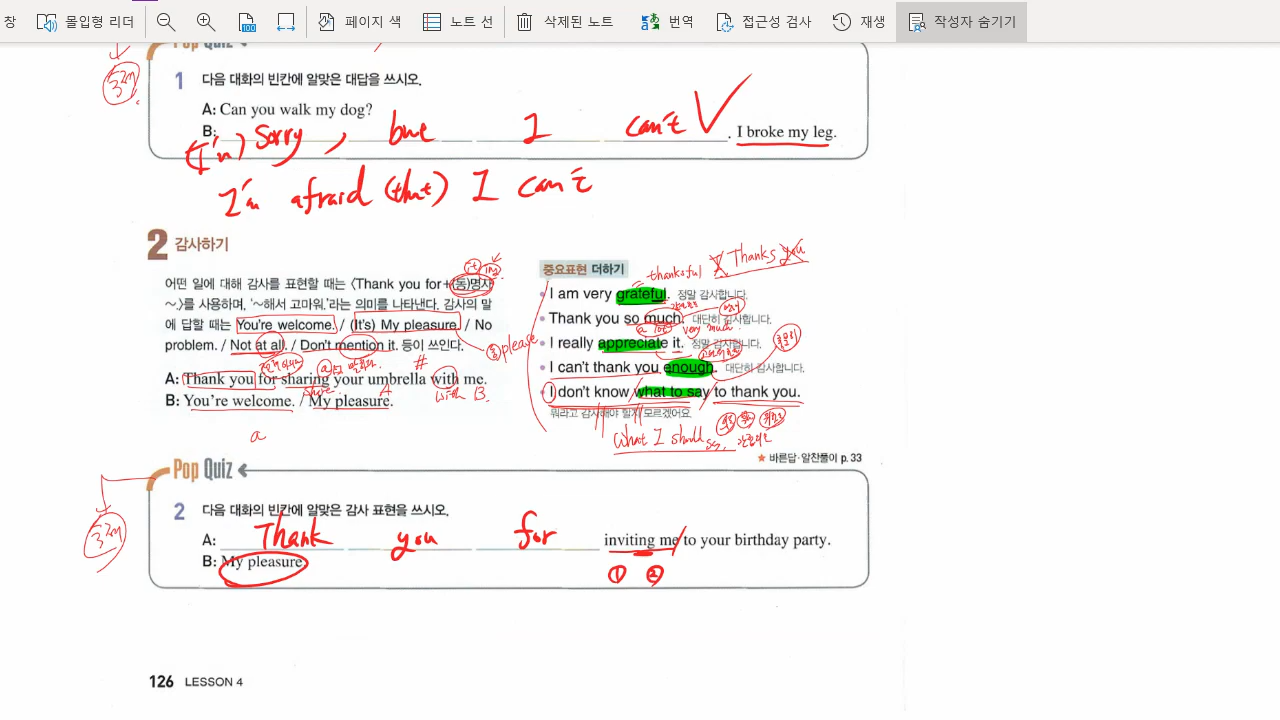 창 몰입형 리더 100 페이지 색 노트 선 삭제된 노트 번역 접근성 검사 재생 작성자 숨기기
Pop Quiz
1 다음 대화의 빈칸에 알맞은 대답을 쓰시오.
A: Can you walk my dog?
B: (I'm) Sorry, but I can't. I broke my leg.
I'm afraid (that) I can't
2 감사하기
어떤 일에 대해 감사를 표현할 때는 〈Thank you for+(동)명사
~.〉를 사용하며, '~해서 고마워.'라는 의미를 나타낸다. 감사의 말
에 답할 때는 You're welcome. / (It's) My pleasure. / No
problem. / Not at all. / Don't mention it. 등이 쓰인다.
please
A: Thank you for sharing your umbrella with me.
share A with B
B: You're welcome. / My pleasure.
a
Thanks you
중요표현 더하기
thanksful
• I am very grateful. 정말 감사합니다.
• Thank you so much. 대단히 감사합니다.
a lot very much
• I really appreciate it. 정말 감사합니다.
• I can't thank you enough. 대단히 감사합니다.
• I don't know what to say to thank you.
뭐라고 감사해야 할지 모르겠어요.
what I should say
★ 바른답·알찬풀이 p. 33
Pop Quiz
2 다음 대화의 빈칸에 알맞은 감사 표현을 쓰시오.
A: Thank you for inviting me to your birthday party.
B: My pleasure.
① ②
126 LESSON 4